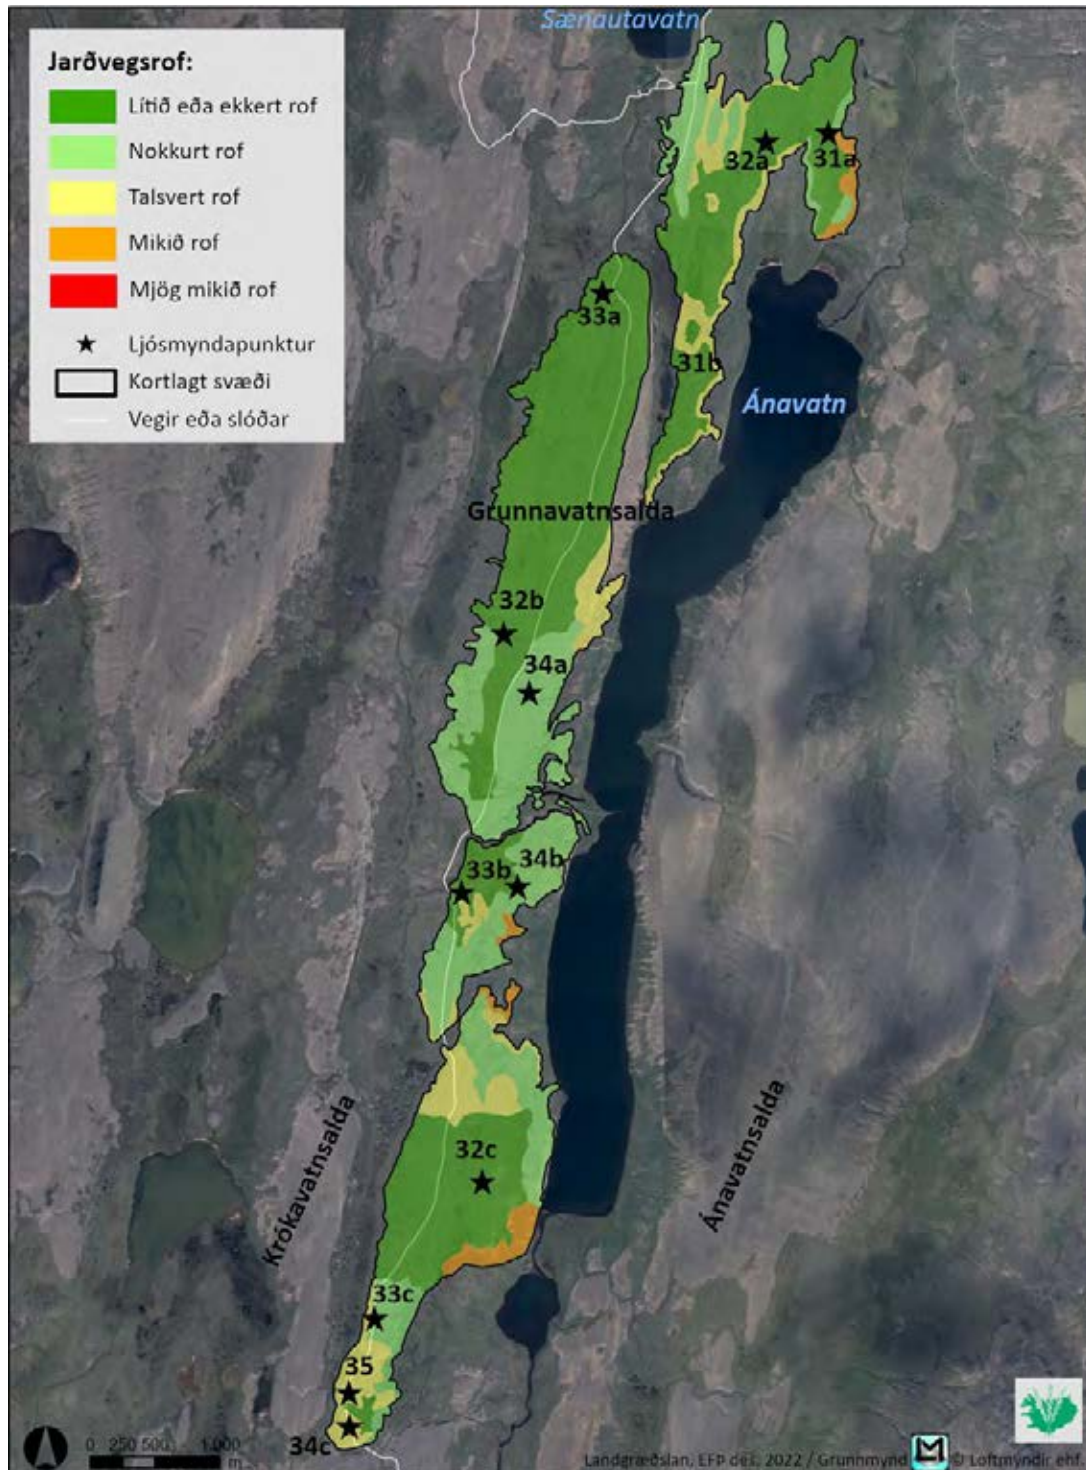 Sænautavatn
Jarðvegsrof:
Lítið eða ekkert rof
Nokkurt rof
Talsvert rof
Mikið rof
Mjög mikið rof
Ljósmyndapunktur
Kortlagt svæði
Vegir eða slóðar
32a
31a
33a
31b
Ánavatn
Grunnavatnsalda
32b
34a
34b
33b
32c
Krókavatnsalda
Ánavatnsalda
33c
35
34c
0 250 500 1.000
m
Landgræðslan, EFÞ des, 2022 / Grunnmynd © Loftmyndir ehf